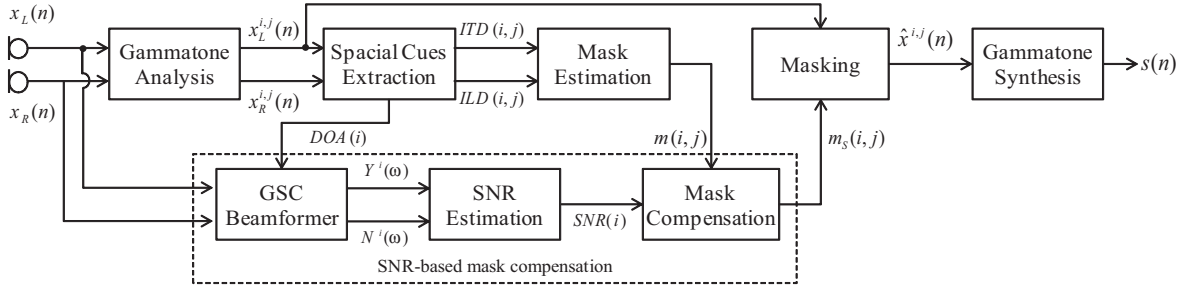 x_L(n)
x_R(n)
Gammatone
Analysis
x_L^{i,j}(n)
x_R^{i,j}(n)
Spacial Cues
Extraction
ITD(i,j)
ILD(i,j)
Mask
Estimation
Masking
x̂^{i,j}(n)
Gammatone
Synthesis
s(n)
DOA(i)
m(i,j)
m_S(i,j)
GSC
Beamformer
Y^i(ω)
N^i(ω)
SNR
Estimation
SNR(i)
Mask
Compensation
SNR-based mask compensation